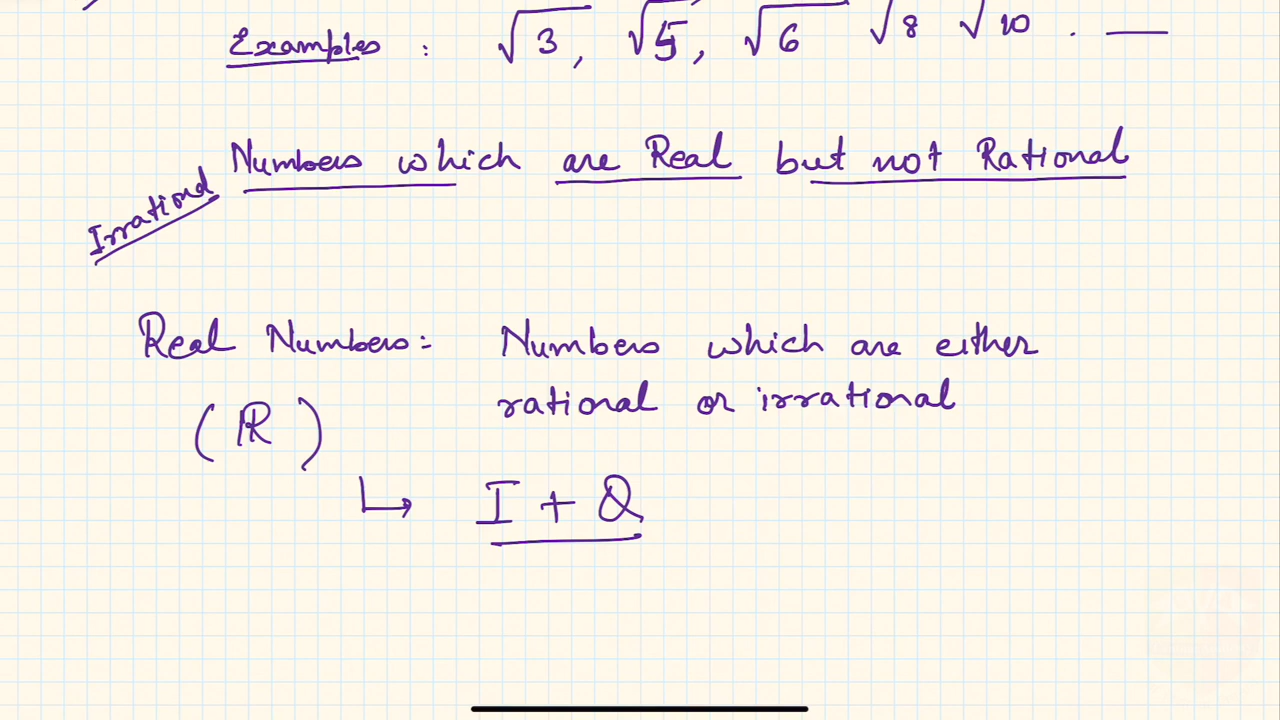 Examples : √3, √5, √6 √8 √10 . —
Numbers which are Real but not Rational
Irrational
Real Numbers: Numbers which are either
rational or irrational
(ℝ)
↳ I + Q